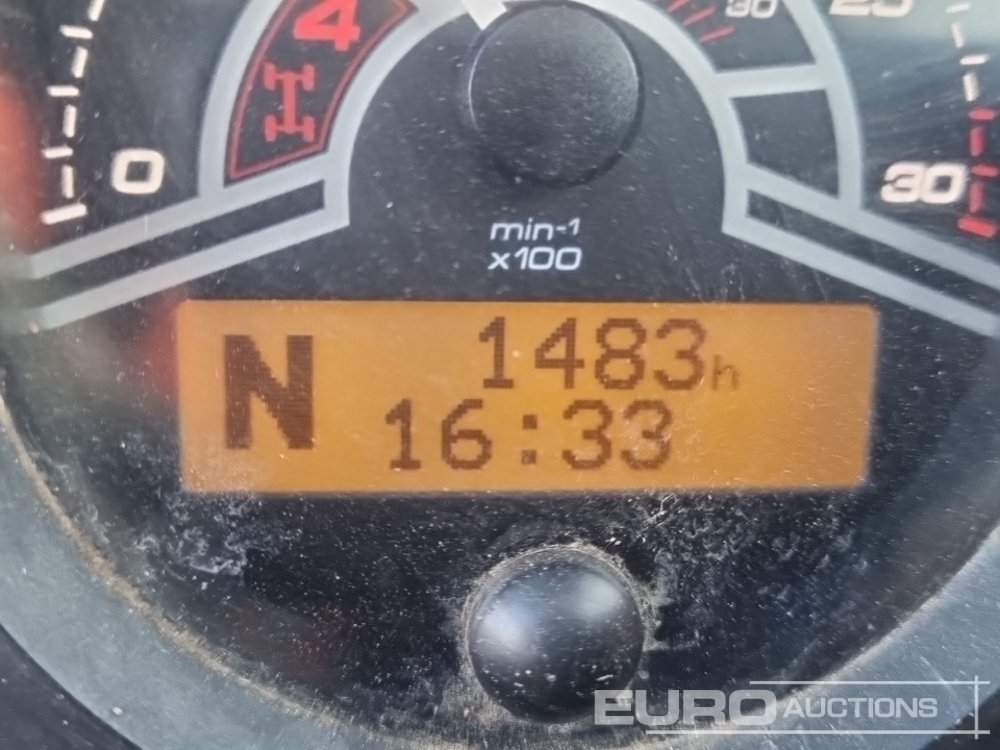 4
30
25
0
30
min-1
x100
N
1483h
16:33
EURO AUCTIONS